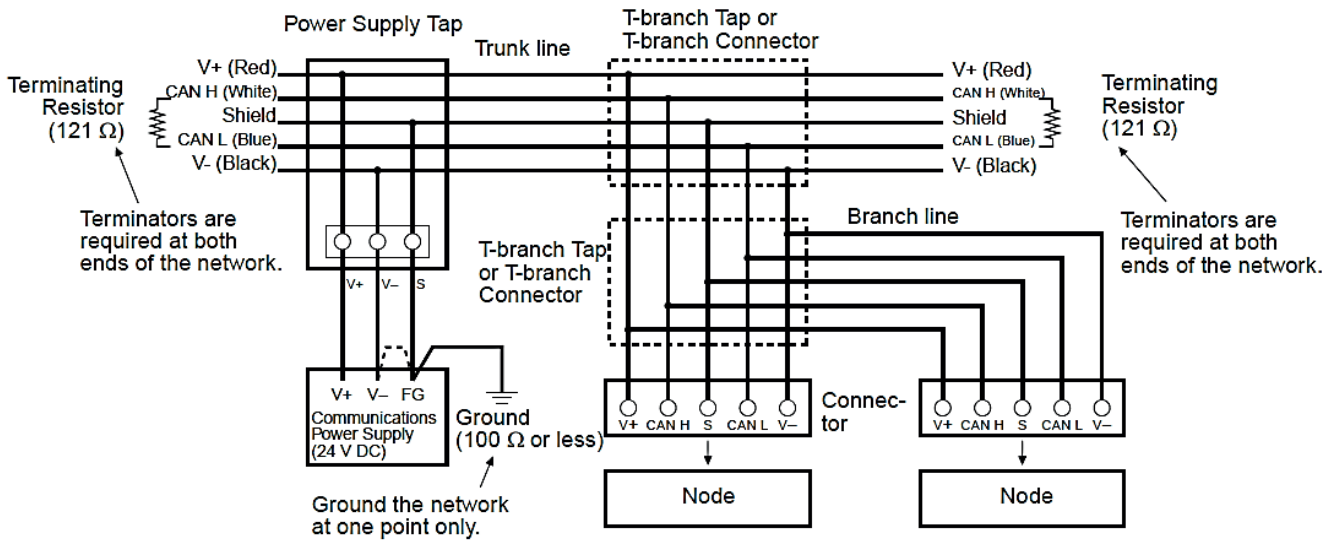 Power Supply Tap
T-branch Tap or
T-branch Connector
Trunk line
Terminating
Resistor
(121 Ω)
V+ (Red)
CAN H (White)
Shield
CAN L (Blue)
V- (Black)
V+ (Red)
CAN H (White)
Shield
CAN L (Blue)
V– (Black)
Terminating
Resistor
(121 Ω)
Terminators are
required at both
ends of the network.
T-branch Tap
or T-branch
Connector
Branch line
Terminators are
required at both
ends of the network.
V+ V– S
V+ V– FG
Communications
Power Supply
(24 V DC)
Ground
(100 Ω or less)
Ground the network
at one point only.
V+ CAN H S CAN L V–
Connec-
tor
V+ CAN H S CAN L V–
Node
Node